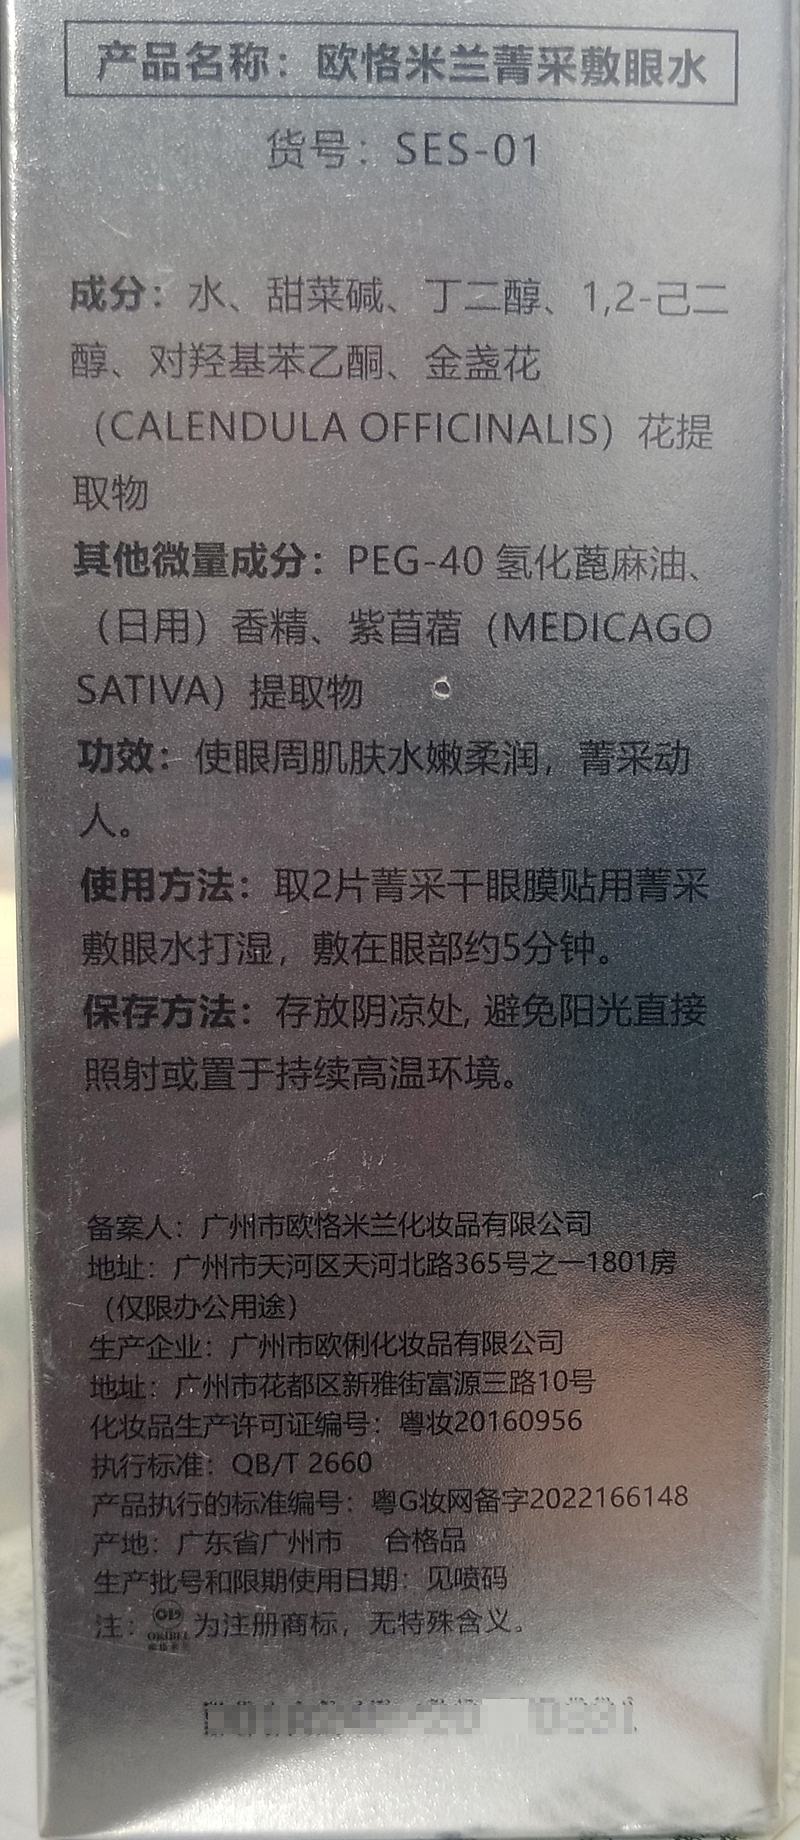 产品名称：欧恪米兰菁采敷眼水
货号：SES-01
成分：水、甜菜碱、丁二醇、1,2-己二
醇、对羟基苯乙酮、金盏花
（CALENDULA OFFICINALIS）花提
取物
其他微量成分：PEG-40 氢化蓖麻油、
（日用）香精、紫苜蓿（MEDICAGO
SATIVA）提取物
功效：使眼周肌肤水嫩柔润，菁采动
人。
使用方法：取2片菁采干眼膜贴用菁采
敷眼水打湿，敷在眼部约5分钟。
保存方法：存放阴凉处, 避免阳光直接
照射或置于持续高温环境。
备案人：广州市欧恪米兰化妆品有限公司
地址：广州市天河区天河北路365号之一1801房
（仅限办公用途）
生产企业：广州市欧俐化妆品有限公司
地址：广州市花都区新雅街富源三路10号
化妆品生产许可证编号：粤妆20160956
执行标准：QB/T 2660
产品执行的标准编号：粤G妆网备字2022166148
产地：广东省广州市 合格品
生产批号和限期使用日期：见喷码
注：为注册商标，无特殊含义。